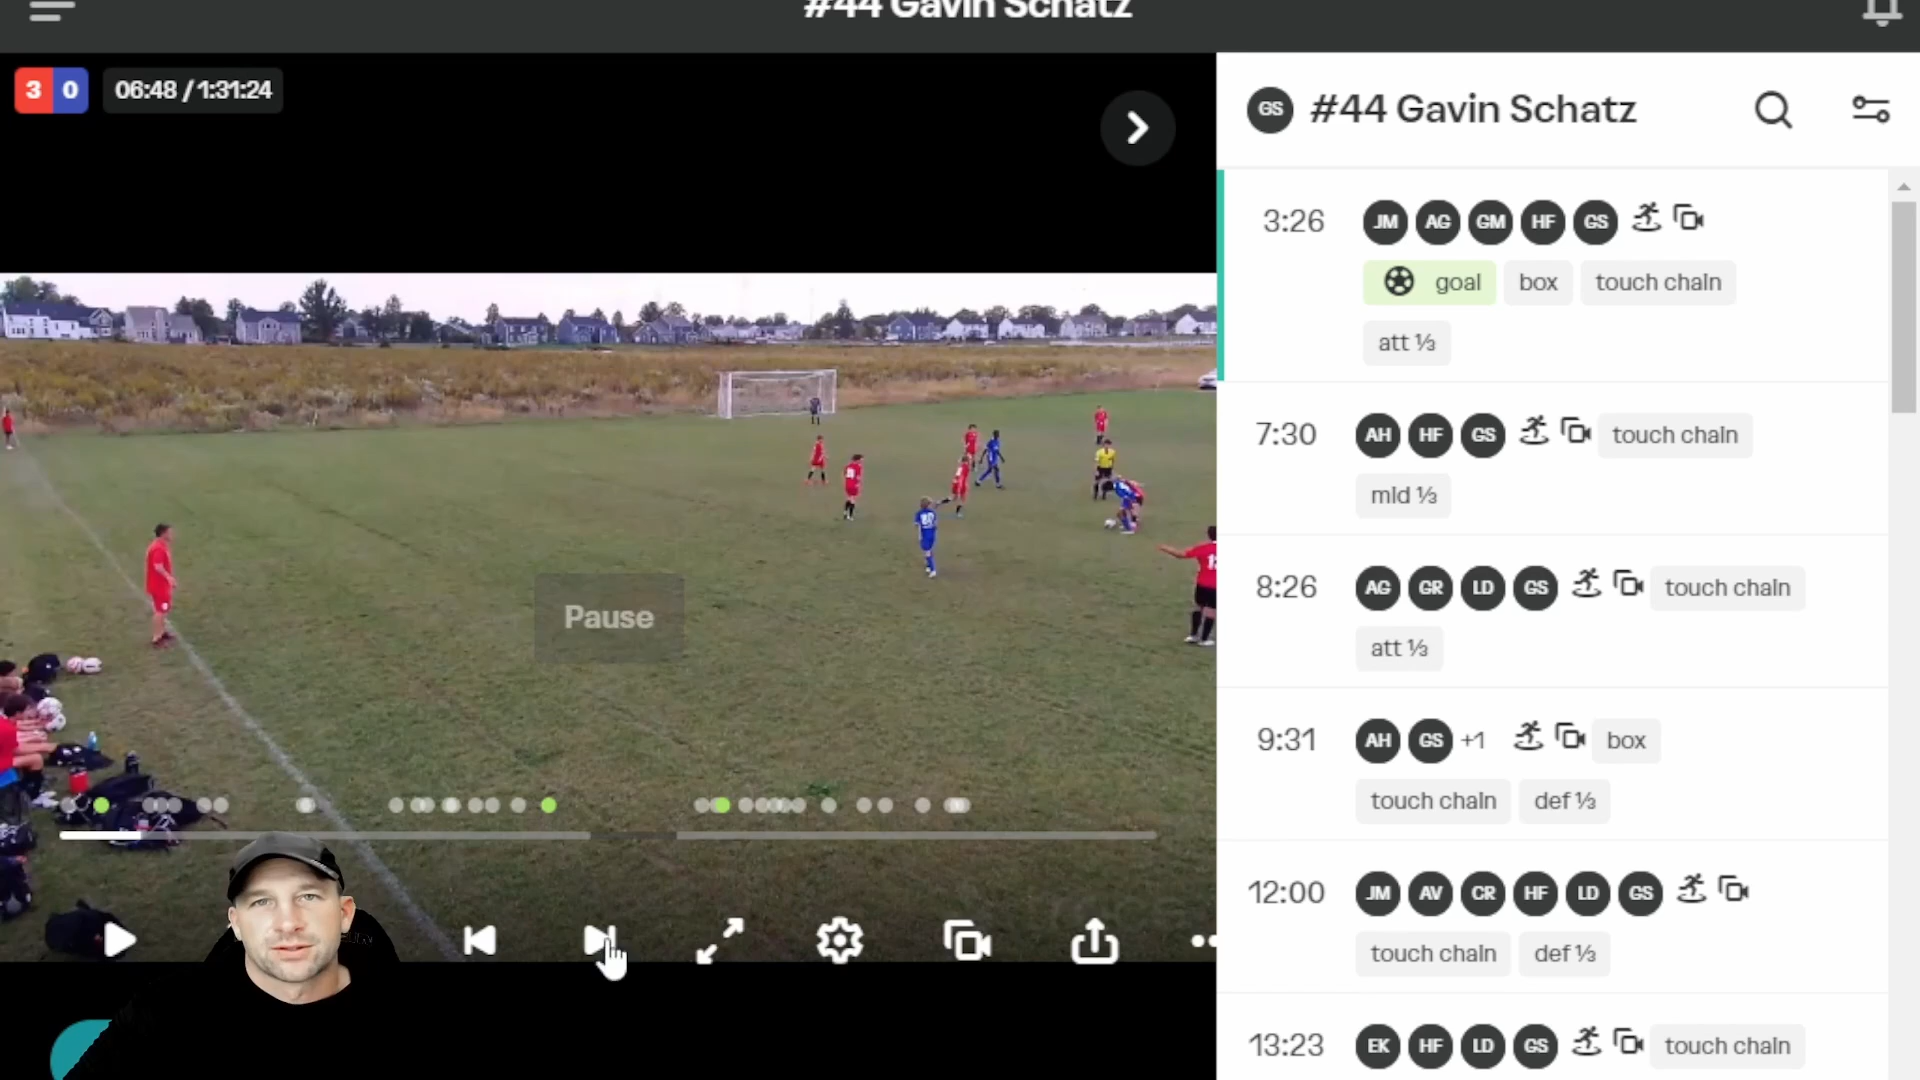 #44 Gavin Schatz
3 0 06:48 / 1:31:24
GS #44 Gavin Schatz
3:26 JM AG GM HF GS
goal box touch chain
att ⅓
7:30 AH HF GS touch chain
mid ⅓
8:26 AG GR LD GS touch chain
att ⅓
Pause
9:31 AH GS +1 box
touch chain def ⅓
12:00 JM AV CR HF LD GS
touch chain def ⅓
13:23 EK HF LD GS touch chain